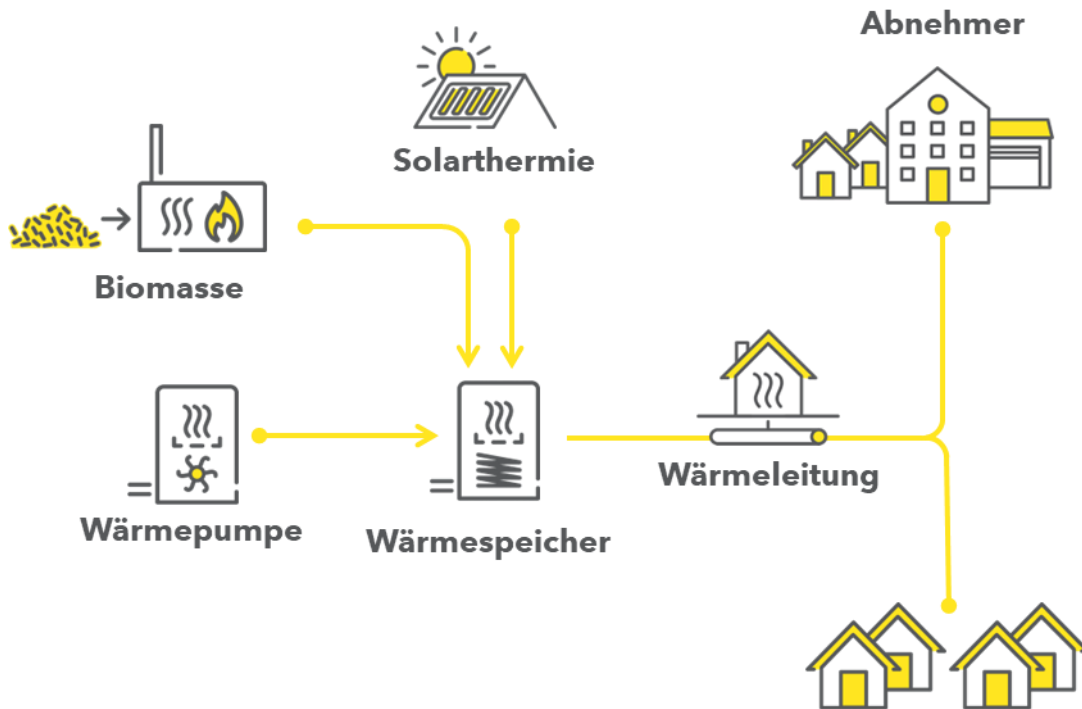 Abnehmer
Solarthermie
Biomasse
Wärmeleitung
Wärmepumpe
Wärmespeicher